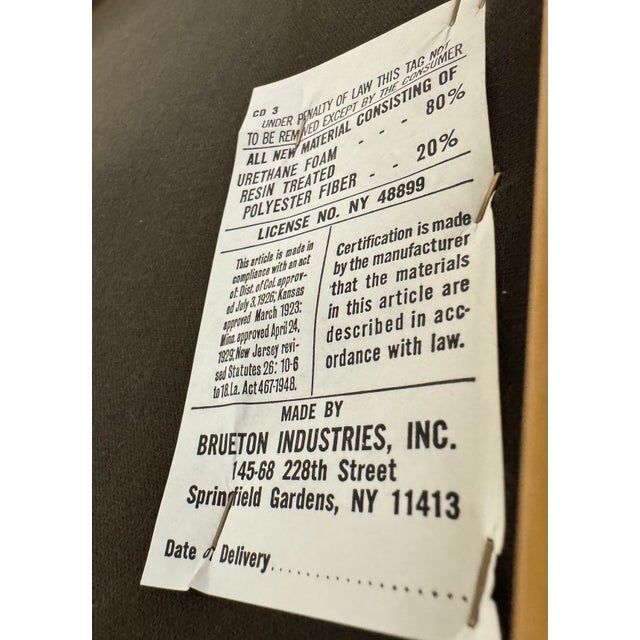 CD 3
UNDER PENALTY OF LAW THIS TAG NOT
TO BE REMOVED EXCEPT BY THE CONSUMER
ALL NEW MATERIAL CONSISTING OF
URETHANE FOAM - - - 80%
RESIN TREATED
POLYESTER FIBER - - 20%
LICENSE NO. NY 48899
This article is made in
compliance with an act
of: Dist. of Col. approv-
ed July 3, 1926; Kansas
approved March 1923;
Minn. approved April 24,
1929; New Jersey revi-
sed Statutes 26: 10-6
to 18. La. Act 467-1948.
Certification is made
by the manufacturer
that the materials
in this article are
described in acc-
ordance with law.
MADE BY
BRUETON INDUSTRIES, INC.
145-68 228th Street
Springfield Gardens, NY 11413
Date of Delivery......................